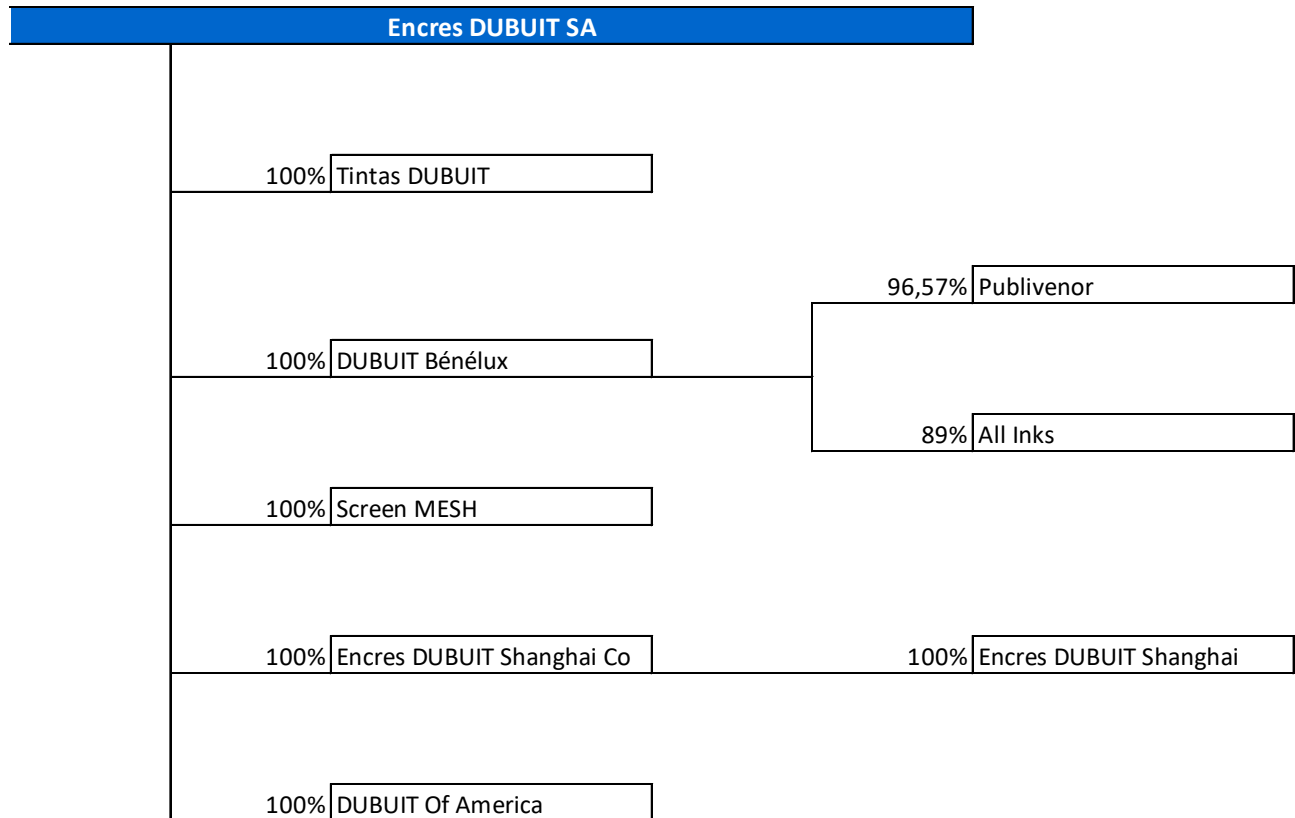 Encres DUBUIT SA
100% Tintas DUBUIT
96,57% Publivenor
100% DUBUIT Bénélux
89% All Inks
100% Screen MESH
100% Encres DUBUIT Shanghai Co
100% Encres DUBUIT Shanghai
100% DUBUIT Of America